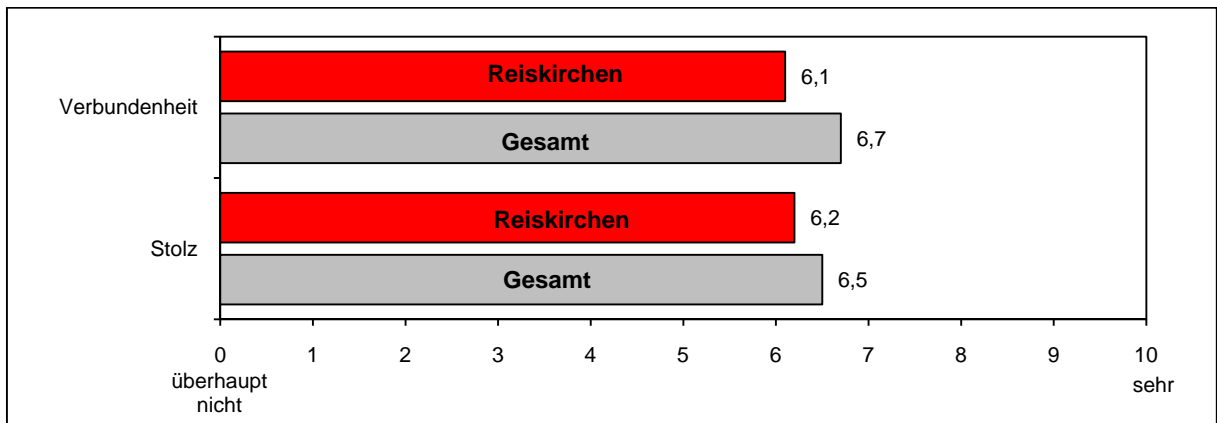 Verbundenheit
Reiskirchen
6,1
Gesamt
6,7
Stolz
Reiskirchen
6,2
Gesamt
6,5
0 1 2 3 4 5 6 7 8 9 10
überhaupt
nicht
sehr